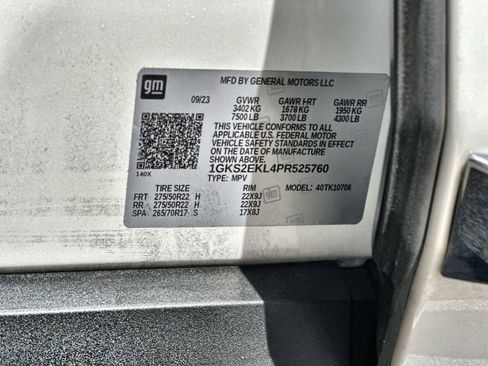 gm
MFD BY GENERAL MOTORS LLC
09/23 GVWR GAWR FRT GAWR RR
3402 KG 1678 KG 1950 KG
7500 LB 3700 LB 4300 LB
THIS VEHICLE CONFORMS TO ALL
APPLICABLE U.S. FEDERAL MOTOR
VEHICLE SAFETY STANDARDS IN EFFECT
ON THE DATE OF MANUFACTURE SHOWN ABOVE.
1GKS2EKL4PR525760
140X TYPE: MPV MODEL: 40TK10706
TIRE SIZE RIM
FRT 275/50R22 H 22X9J
RR 275/50R22 H 22X9J
SPA 265/70R17 S 17X8J